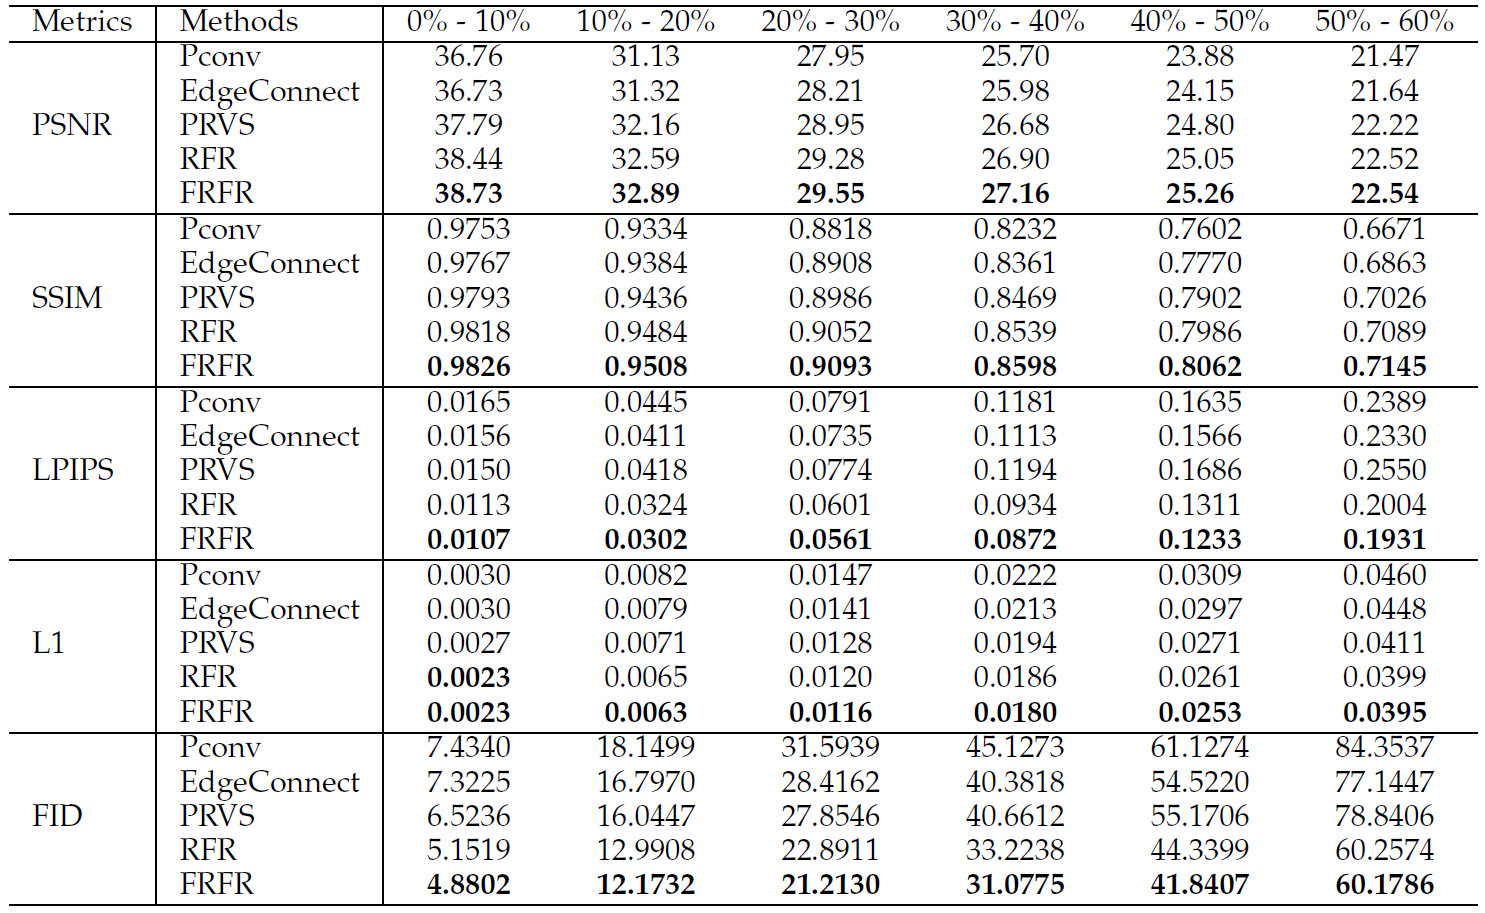 Metrics Methods 0% - 10% 10% - 20% 20% - 30% 30% - 40% 40% - 50% 50% - 60%
Pconv 36.76 31.13 27.95 25.70 23.88 21.47
EdgeConnect 36.73 31.32 28.21 25.98 24.15 21.64
PSNR PRVS 37.79 32.16 28.95 26.68 24.80 22.22
RFR 38.44 32.59 29.28 26.90 25.05 22.52
FRFR 38.73 32.89 29.55 27.16 25.26 22.54
Pconv 0.9753 0.9334 0.8818 0.8232 0.7602 0.6671
EdgeConnect 0.9767 0.9384 0.8908 0.8361 0.7770 0.6863
SSIM PRVS 0.9793 0.9436 0.8986 0.8469 0.7902 0.7026
RFR 0.9818 0.9484 0.9052 0.8539 0.7986 0.7089
FRFR 0.9826 0.9508 0.9093 0.8598 0.8062 0.7145
Pconv 0.0165 0.0445 0.0791 0.1181 0.1635 0.2389
EdgeConnect 0.0156 0.0411 0.0735 0.1113 0.1566 0.2330
LPIPS PRVS 0.0150 0.0418 0.0774 0.1194 0.1686 0.2550
RFR 0.0113 0.0324 0.0601 0.0934 0.1311 0.2004
FRFR 0.0107 0.0302 0.0561 0.0872 0.1233 0.1931
Pconv 0.0030 0.0082 0.0147 0.0222 0.0309 0.0460
EdgeConnect 0.0030 0.0079 0.0141 0.0213 0.0297 0.0448
L1 PRVS 0.0027 0.0071 0.0128 0.0194 0.0271 0.0411
RFR 0.0023 0.0065 0.0120 0.0186 0.0261 0.0399
FRFR 0.0023 0.0063 0.0116 0.0180 0.0253 0.0395
Pconv 7.4340 18.1499 31.5939 45.1273 61.1274 84.3537
EdgeConnect 7.3225 16.7970 28.4162 40.3818 54.5220 77.1447
FID PRVS 6.5236 16.0447 27.8546 40.6612 55.1706 78.8406
RFR 5.1519 12.9908 22.8911 33.2238 44.3399 60.2574
FRFR 4.8802 12.1732 21.2130 31.0775 41.8407 60.1786